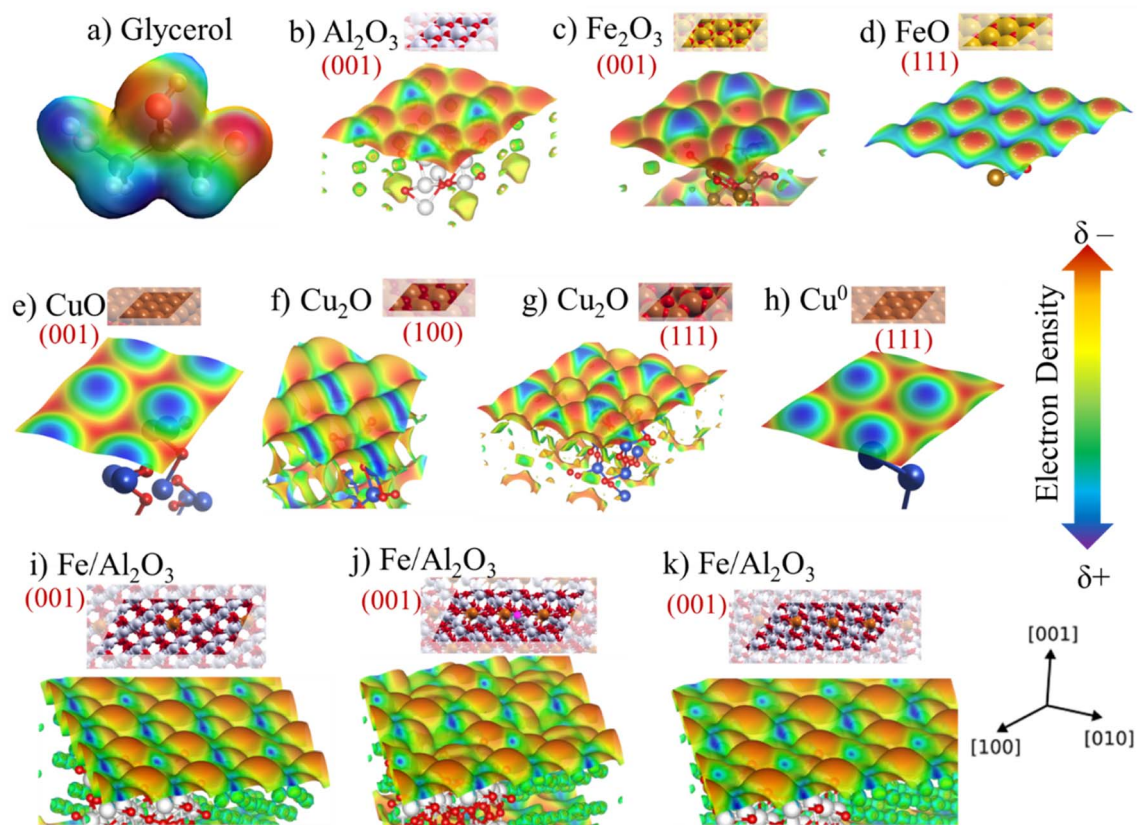 a) Glycerol
b) Al₂O₃
(001)
c) Fe₂O₃
(001)
d) FeO
(111)
e) CuO
(001)
f) Cu₂O
(100)
g) Cu₂O
(111)
h) Cu⁰
(111)
δ –
Electron Density
δ+
i) Fe/Al₂O₃
(001)
j) Fe/Al₂O₃
(001)
k) Fe/Al₂O₃
(001)
[001]
[100]
[010]